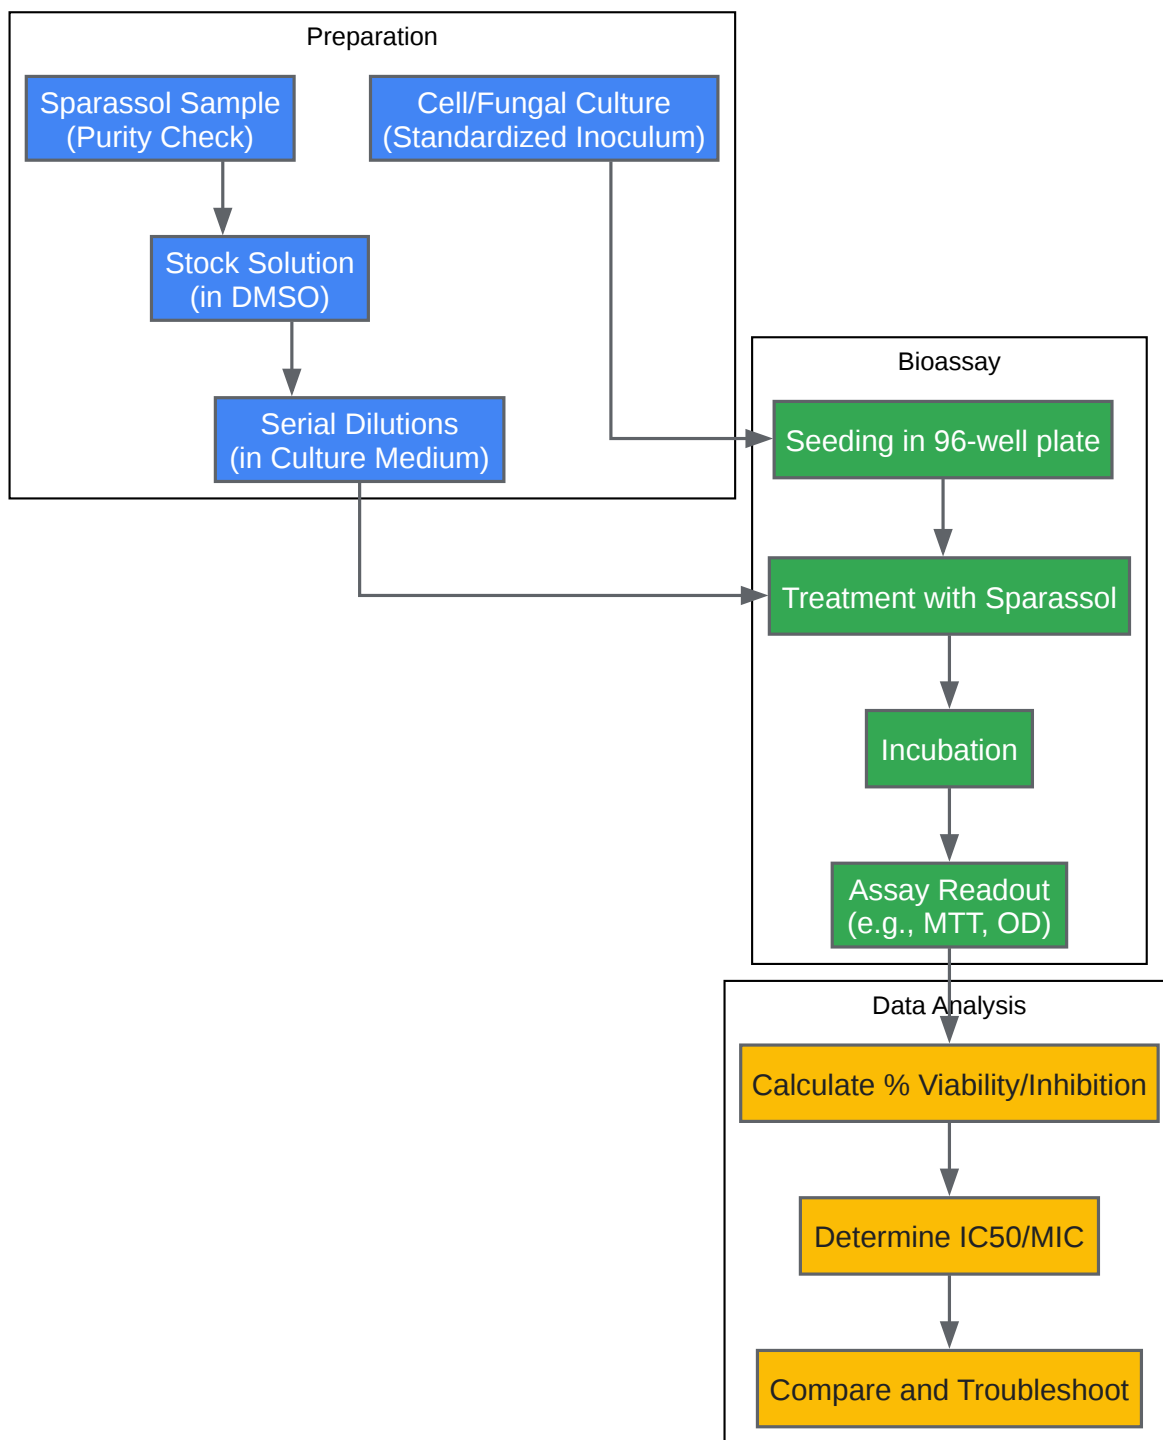 Preparation
Sparassol Sample
(Purity Check)
Cell/Fungal Culture
(Standardized Inoculum)
Stock Solution
(in DMSO)
Serial Dilutions
(in Culture Medium)
Bioassay
Seeding in 96-well plate
Treatment with Sparassol
Incubation
Assay Readout
(e.g., MTT, OD)
Data Analysis
Calculate % Viability/Inhibition
Determine IC50/MIC
Compare and Troubleshoot